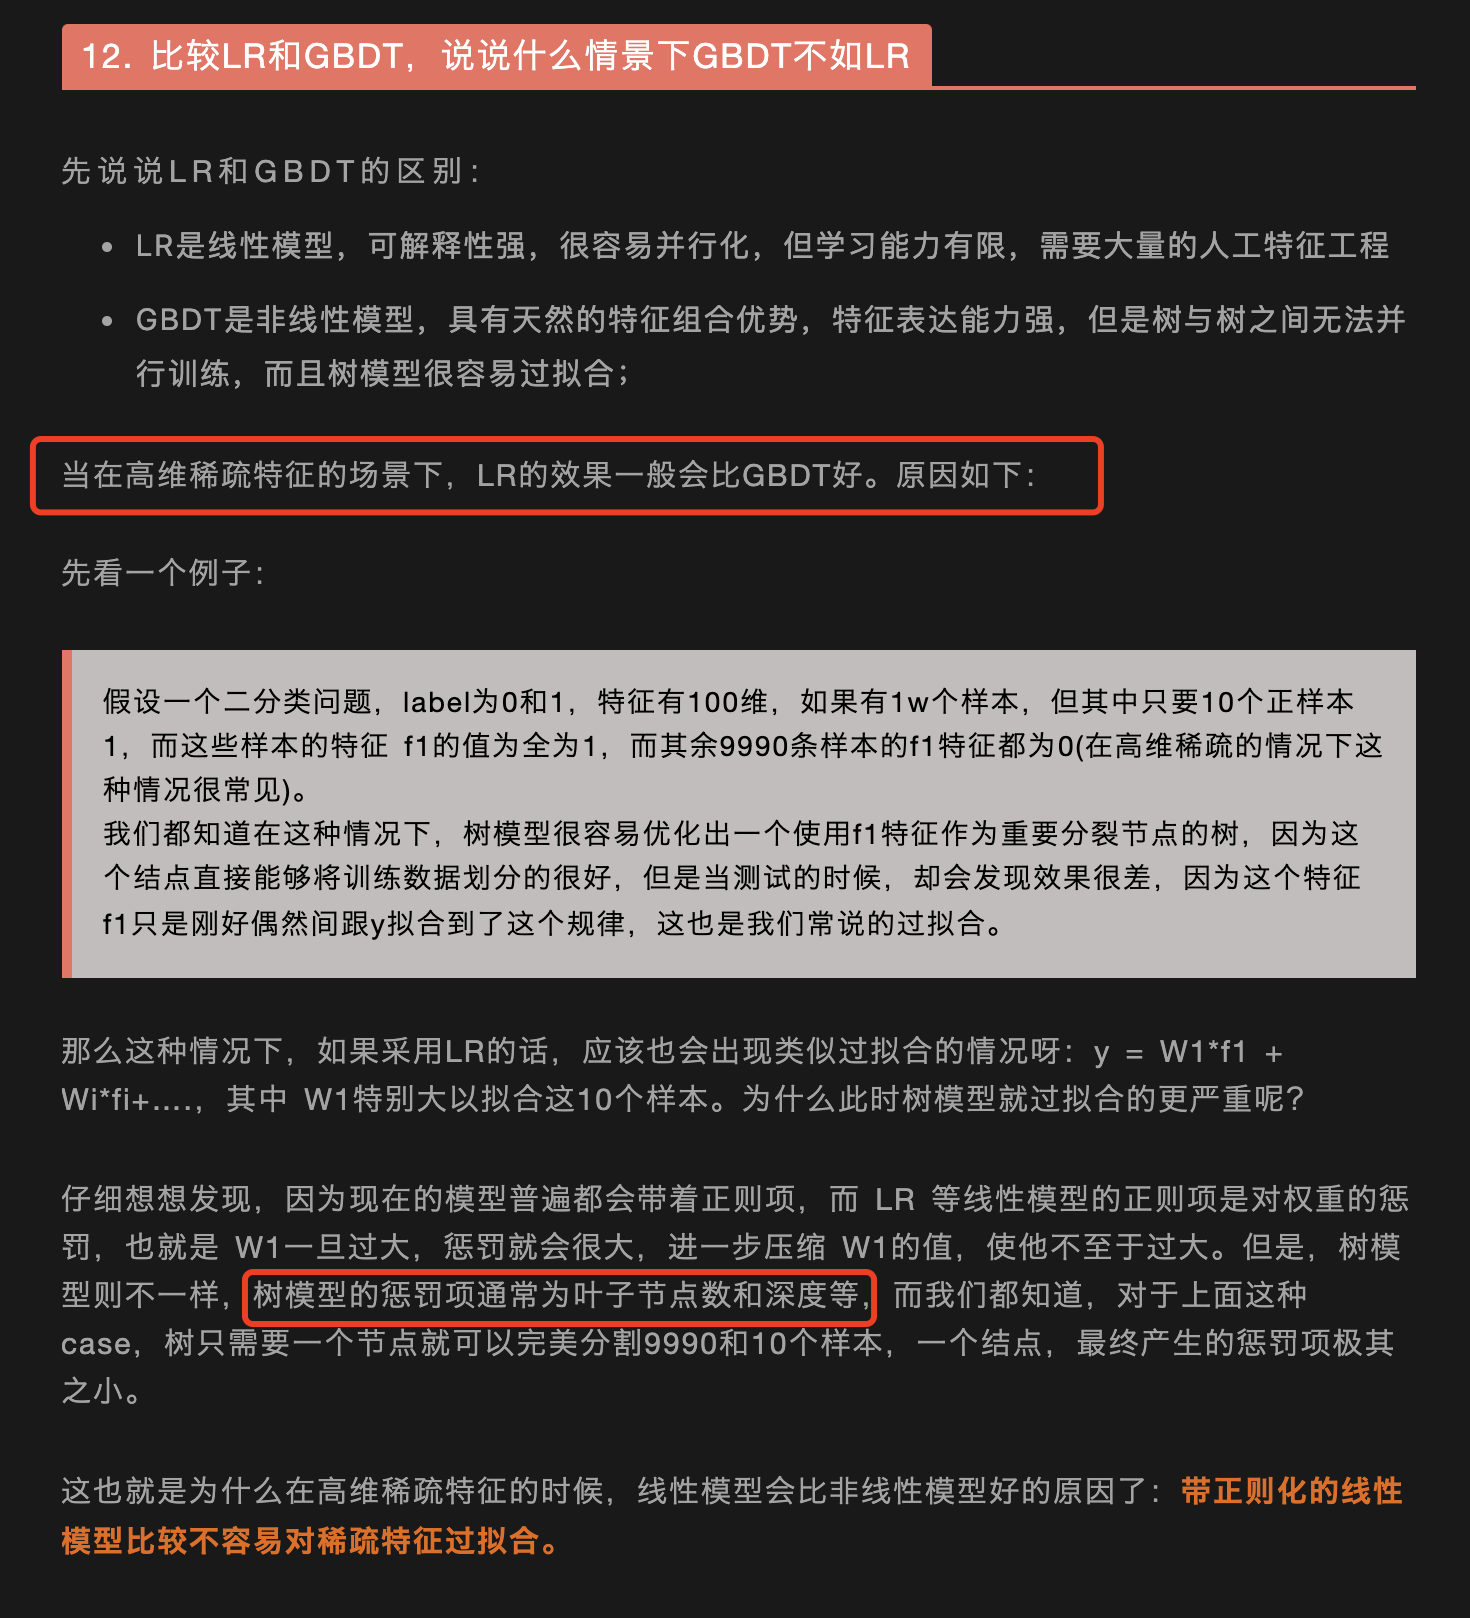 12. 比较LR和GBDT，说说什么情景下GBDT不如LR
先说说LR和GBDT的区别：
• LR是线性模型，可解释性强，很容易并行化，但学习能力有限，需要大量的人工特征工程
• GBDT是非线性模型，具有天然的特征组合优势，特征表达能力强，但是树与树之间无法并
行训练，而且树模型很容易过拟合；
当在高维稀疏特征的场景下，LR的效果一般会比GBDT好。原因如下：
先看一个例子：
假设一个二分类问题，label为0和1，特征有100维，如果有1w个样本，但其中只要10个正样本
1，而这些样本的特征 f1的值为全为1，而其余9990条样本的f1特征都为0(在高维稀疏的情况下这
种情况很常见)。
我们都知道在这种情况下，树模型很容易优化出一个使用f1特征作为重要分裂节点的树，因为这
个结点直接能够将训练数据划分的很好，但是当测试的时候，却会发现效果很差，因为这个特征
f1只是刚好偶然间跟y拟合到了这个规律，这也是我们常说的过拟合。
那么这种情况下，如果采用LR的话，应该也会出现类似过拟合的情况呀：y = W1*f1 +
Wi*fi+....，其中 W1特别大以拟合这10个样本。为什么此时树模型就过拟合的更严重呢？
仔细想想发现，因为现在的模型普遍都会带着正则项，而 LR 等线性模型的正则项是对权重的惩
罚，也就是 W1一旦过大，惩罚就会很大，进一步压缩 W1的值，使他不至于过大。但是，树模
型则不一样，树模型的惩罚项通常为叶子节点数和深度等，而我们都知道，对于上面这种
case，树只需要一个节点就可以完美分割9990和10个样本，一个结点，最终产生的惩罚项极其
之小。
这也就是为什么在高维稀疏特征的时候，线性模型会比非线性模型好的原因了：带正则化的线性
模型比较不容易对稀疏特征过拟合。